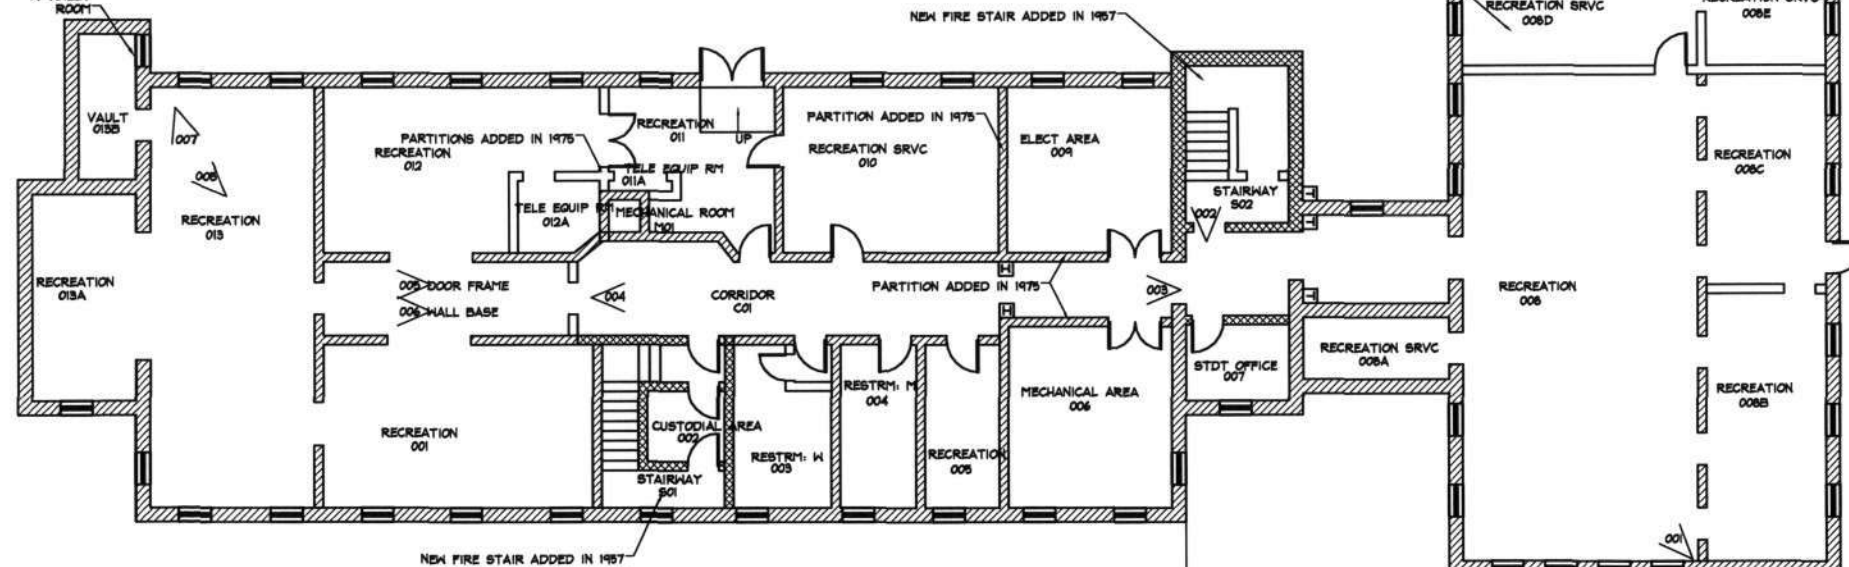 ROOM
NEW FIRE STAIR ADDED IN 1957
RECREATION SRVC
008D
008E
VAULT
013B
007
008
RECREATION
013
RECREATION
013A
PARTITIONS ADDED IN 1975
RECREATION
012
RECREATION
011
UP
TELE EQUIP RM
011A
TELE EQUIP RM
012A
MECHANICAL ROOM
M01
RECREATION SRVC
010
PARTITION ADDED IN 1975
ELECT AREA
009
STAIRWAY
S02
002
RECREATION
008C
005 DOOR FRAME
006 WALL BASE
004
CORRIDOR
C01
PARTITION ADDED IN 1975
003
RECREATION
008
RECREATION SRVC
008A
STDT OFFICE
007
RECREATION
008B
RECREATION
001
CUSTODIAL AREA
002
STAIRWAY
S01
RESTRM: W
003
RESTRM: M
004
RECREATION
005
MECHANICAL AREA
006
001
NEW FIRE STAIR ADDED IN 1957